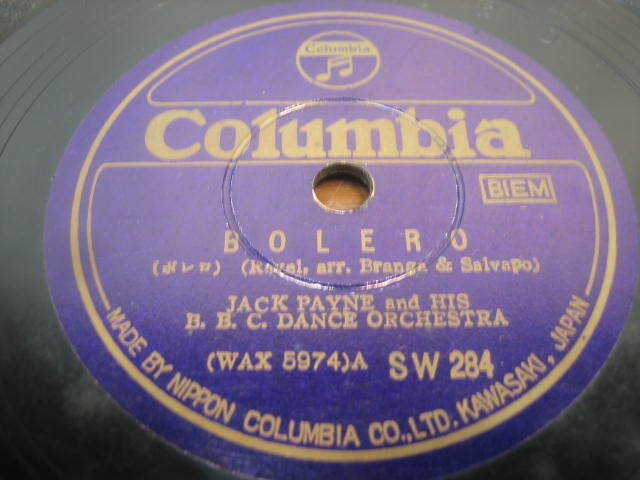 Columbia
Columbia
BIEM
BOLERO
(ボレロ) (Ravel, arr. Branga & Salvapo)
JACK PAYNE and HIS
B. B. C. DANCE ORCHESTRA
(WAX 5974)A SW 284
MADE BY NIPPON COLUMBIA CO., LTD. KAWASAKI, JAPAN